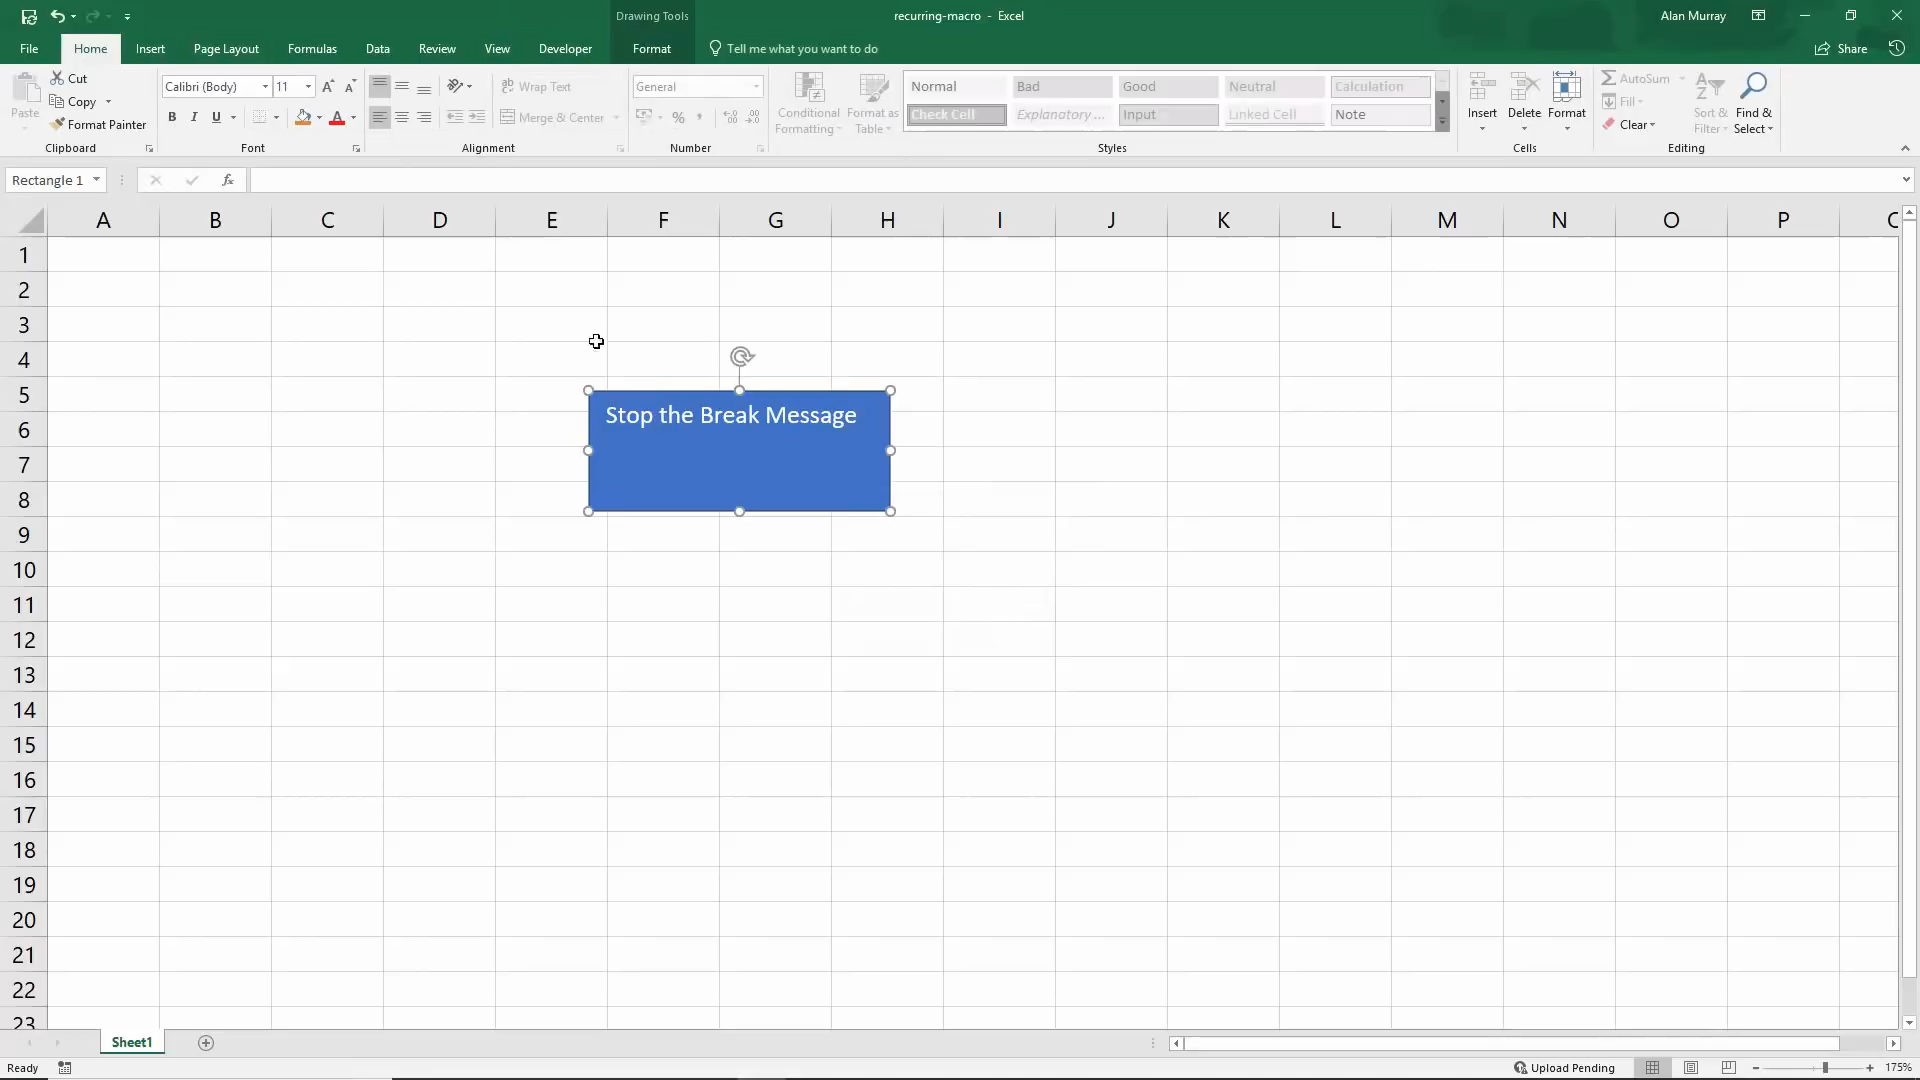 Drawing Tools
recurring-macro - Excel
Alan Murray
File Home Insert Page Layout Formulas Data Review View Developer Format Tell me what you want to do Share
Paste
Cut
Copy
Format Painter
Clipboard
Calibri (Body) 11
B I U
Font
Wrap Text
Merge & Center
Alignment
General
%
Number
Conditional Formatting
Format as Table
Normal Bad Good Neutral Calculation
Check Cell Explanatory ... Input Linked Cell Note
Styles
Insert Delete Format
Cells
AutoSum
Fill
Clear
Sort & Filter
Find & Select
Editing
Rectangle 1
fx
A B C D E F G H I J K L M N O P
1
2
3
4
5
6
7
8
9
10
11
12
13
14
15
16
17
18
19
20
21
22
23
Stop the Break Message
Sheet1
Ready
Upload Pending
175%